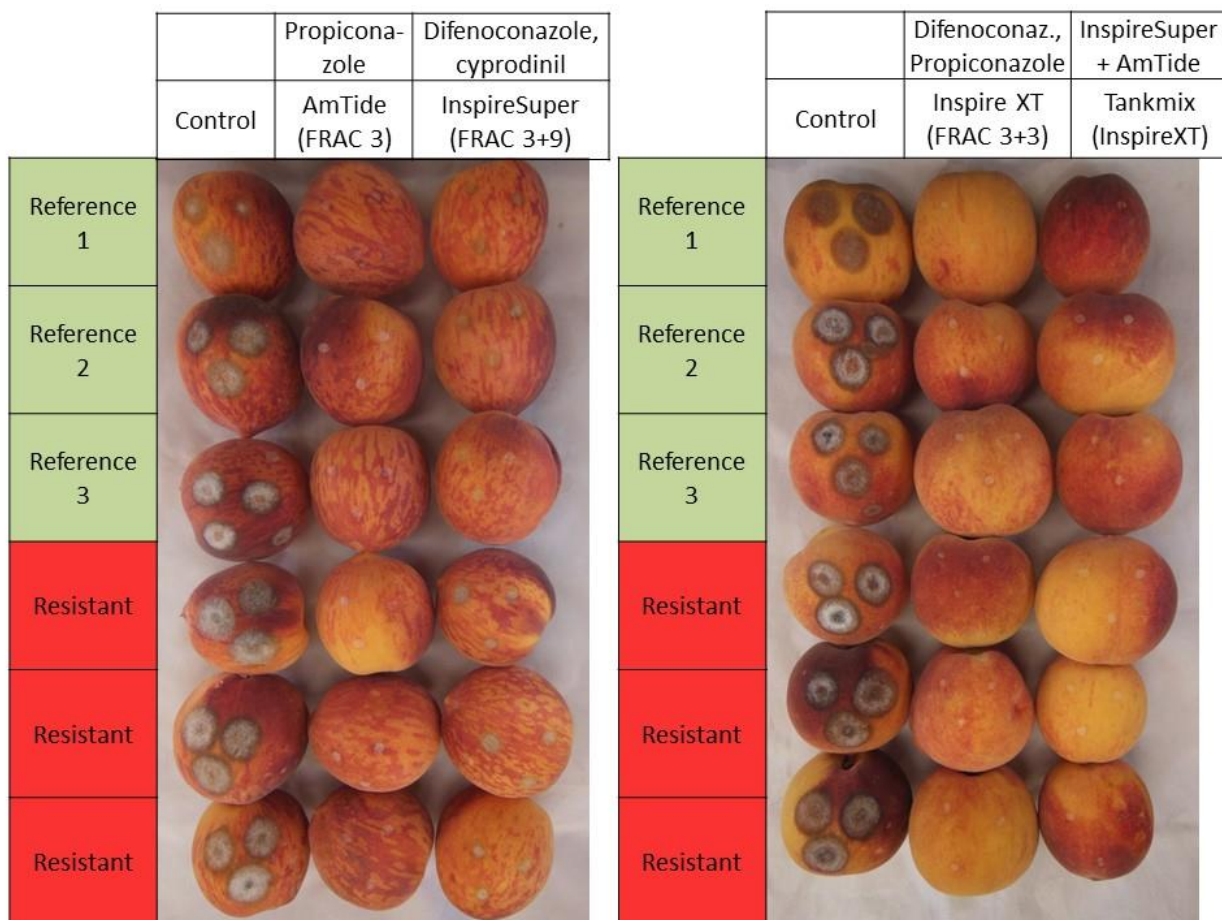 Propicona-
zole
Difenoconazole,
cyprodinil
Control
AmTide
(FRAC 3)
InspireSuper
(FRAC 3+9)
Reference
1
Reference
2
Reference
3
Resistant
Resistant
Resistant
Difenoconaz.,
Propiconazole
InspireSuper
+ AmTide
Control
Inspire XT
(FRAC 3+3)
Tankmix
(InspireXT)
Reference
1
Reference
2
Reference
3
Resistant
Resistant
Resistant